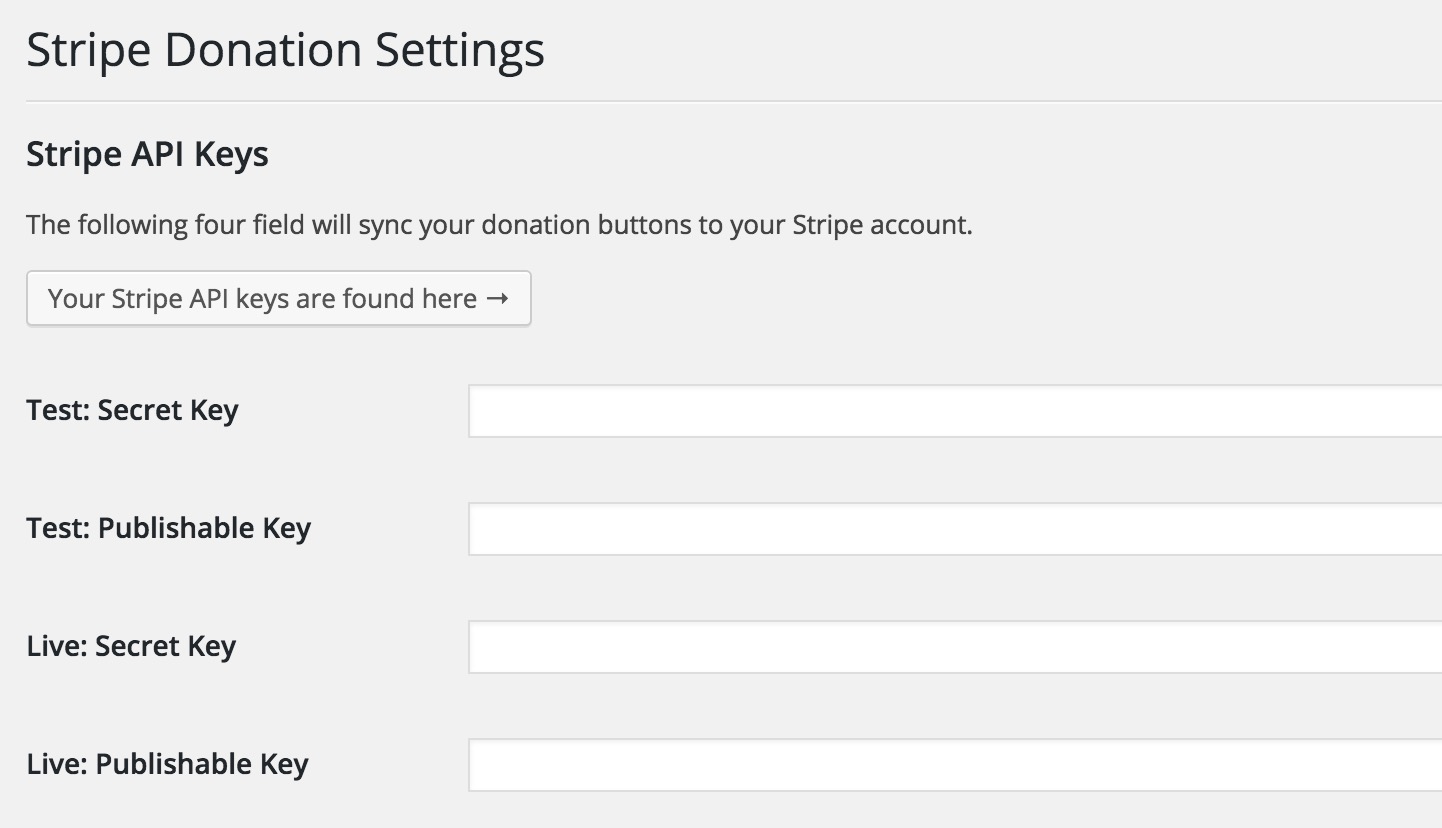 Stripe Donation Settings
Stripe API Keys
The following four field will sync your donation buttons to your Stripe account.
Your Stripe API keys are found here →
Test: Secret Key
Test: Publishable Key
Live: Secret Key
Live: Publishable Key